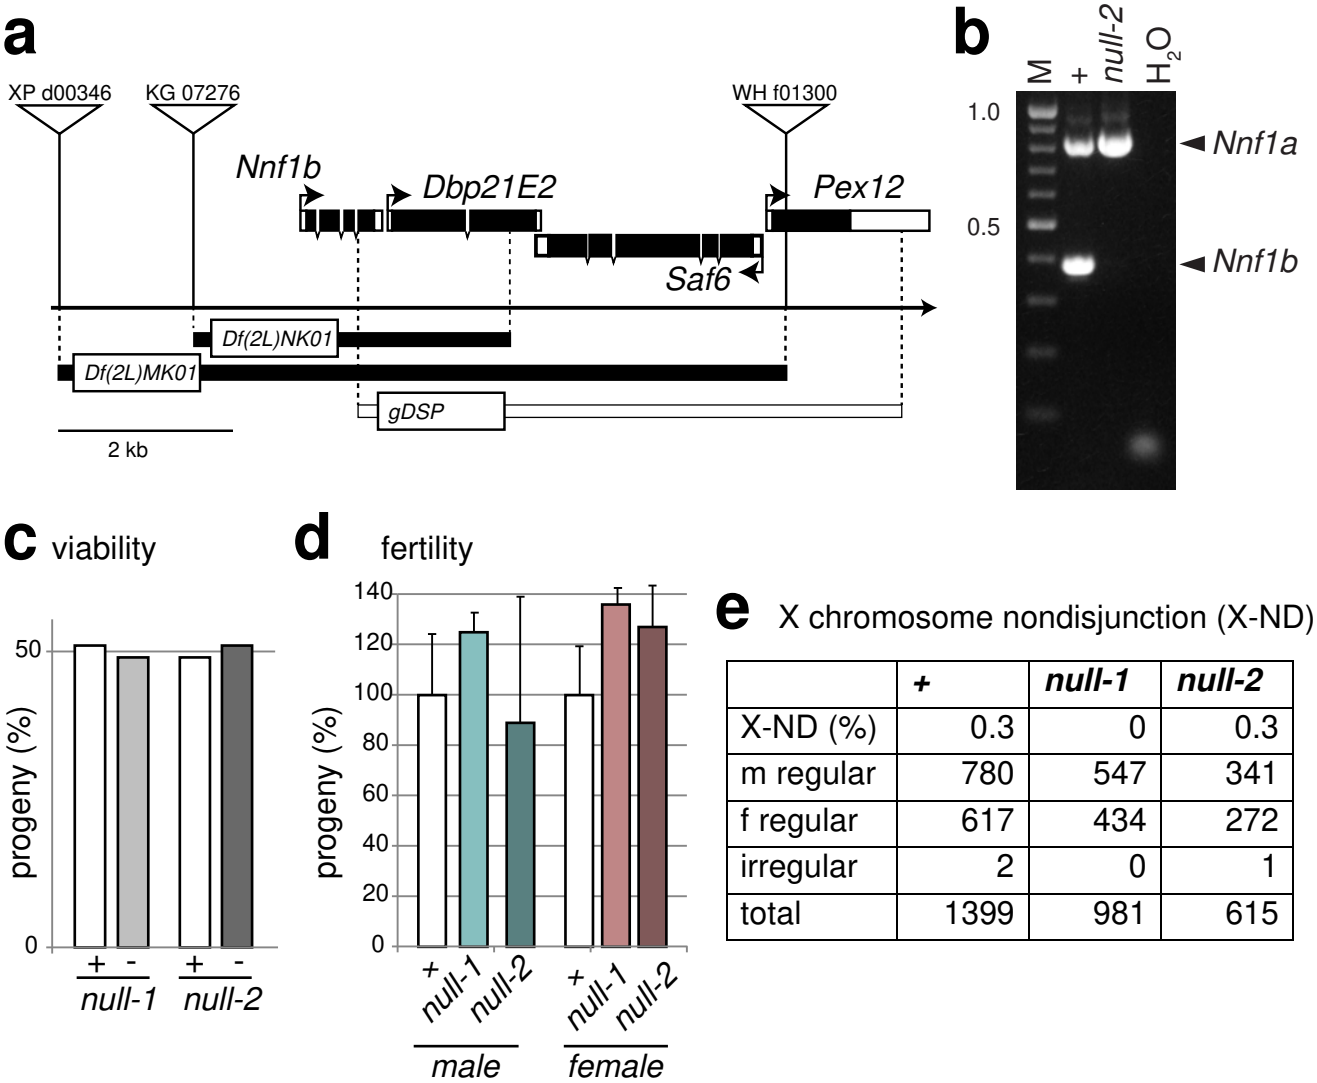 a
XP d00346 KG 07276 WH f01300
Nnf1b Dbp21E2 Pex12
Saf6
Df(2L)NK01
Df(2L)MK01
gDSP
2 kb
b
M + null-2 H2O
1.0
0.5
Nnf1a
Nnf1b
c viability
progeny (%)
50
0
+ - + -
null-1 null-2
d fertility
progeny (%)
140
120
100
80
60
40
20
0
+ null-1 null-2 + null-1 null-2
male female
e X chromosome nondisjunction (X-ND)
+ null-1 null-2
X-ND (%) 0.3 0 0.3
m regular 780 547 341
f regular 617 434 272
irregular 2 0 1
total 1399 981 615